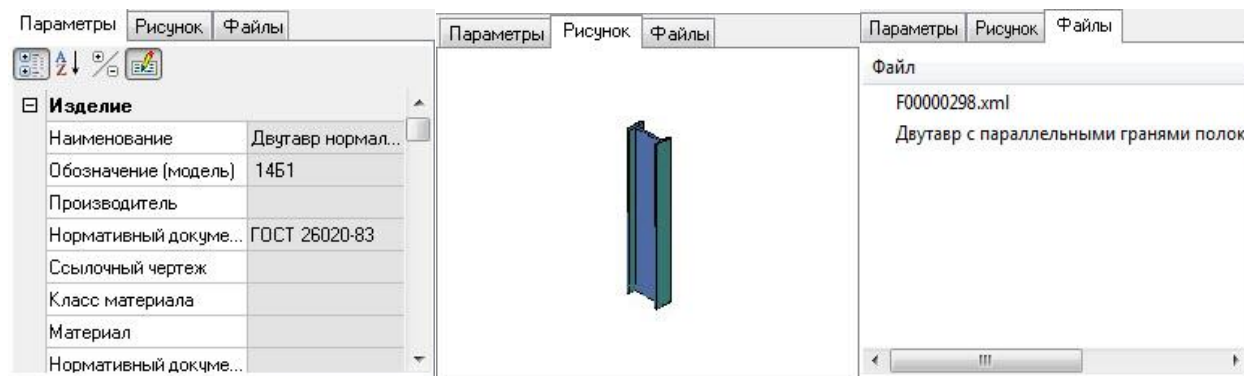 Параметры Рисунок Файлы
Изделие
Наименование Двутавр нормал...
Обозначение (модель) 14Б1
Производитель
Нормативный докуме... ГОСТ 26020-83
Ссылочный чертеж
Класс материала
Материал
Нормативный докуме...
Параметры Рисунок Файлы
Параметры Рисунок Файлы
Файл
F00000298.xml
Двутавр с параллельными гранями полок